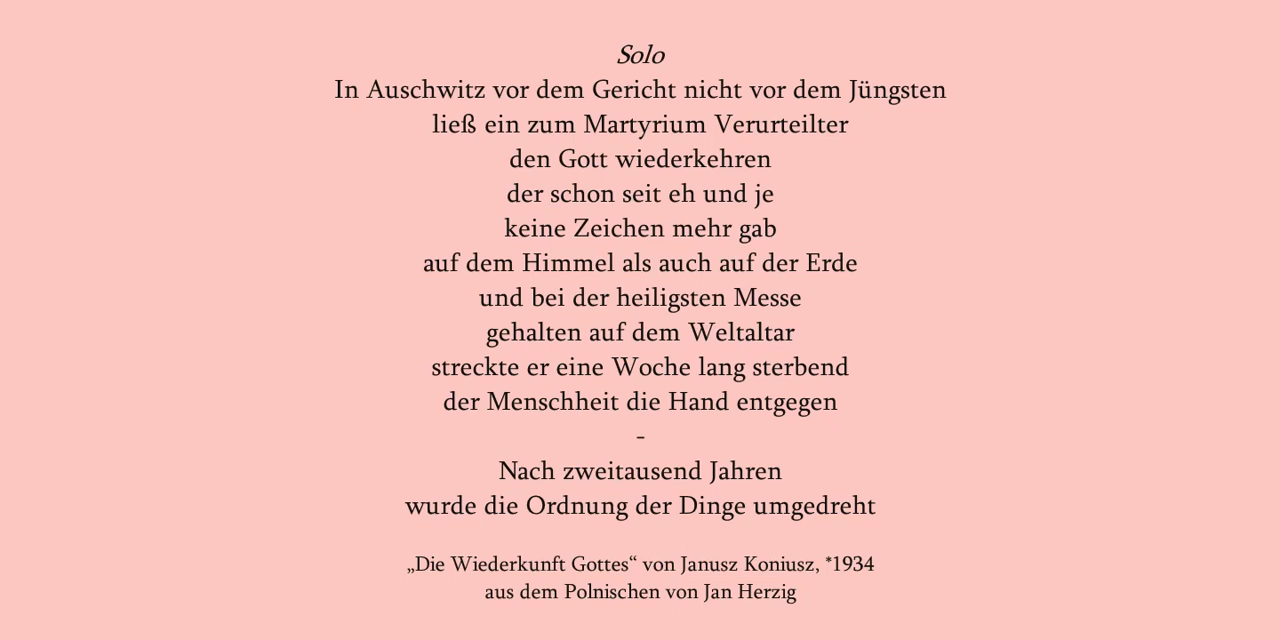 Solo
In Auschwitz vor dem Gericht nicht vor dem Jüngsten
ließ ein zum Martyrium Verurteilter
den Gott wiederkehren
der schon seit eh und je
keine Zeichen mehr gab
auf dem Himmel als auch auf der Erde
und bei der heiligsten Messe
gehalten auf dem Weltaltar
streckte er eine Woche lang sterbend
der Menschheit die Hand entgegen
-
Nach zweitausend Jahren
wurde die Ordnung der Dinge umgedreht
„Die Wiederkunft Gottes“ von Janusz Koniusz, *1934
aus dem Polnischen von Jan Herzig